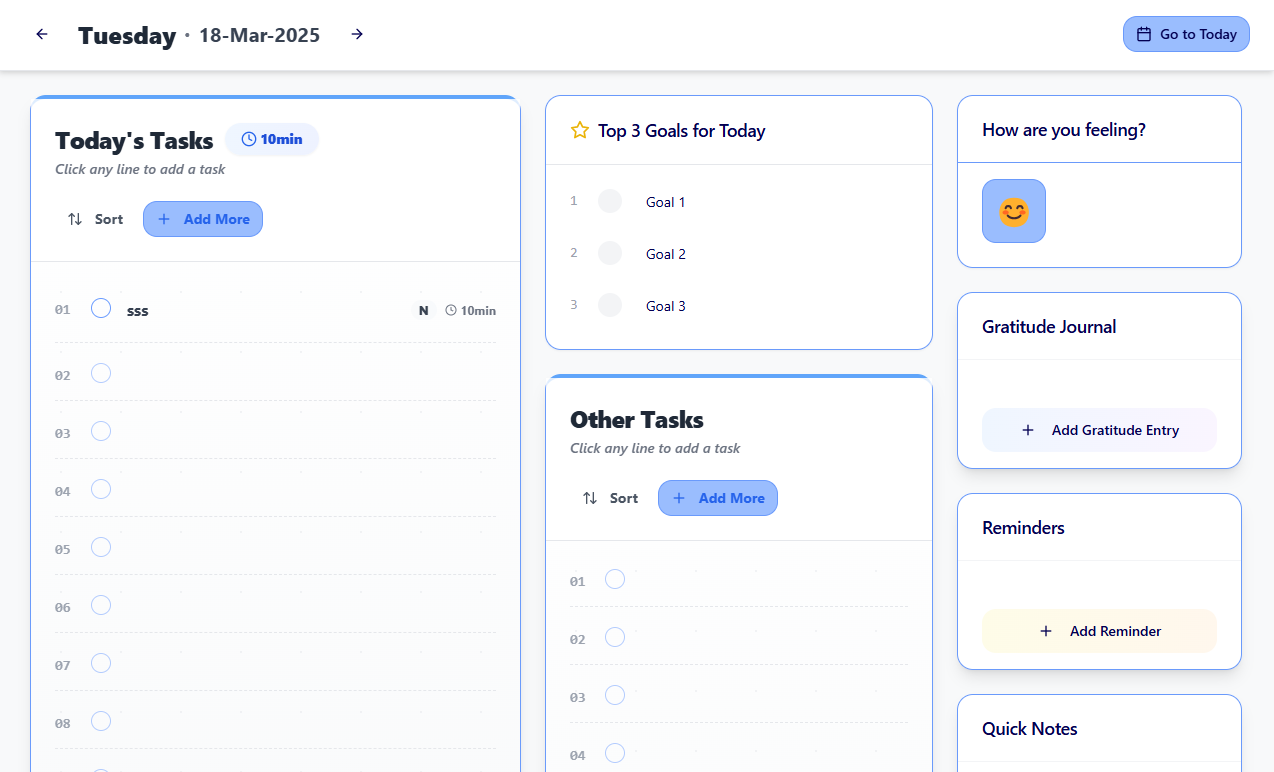 Tuesday · 18-Mar-2025
Go to Today
Today's Tasks
10min
Click any line to add a task
Sort
Add More
01 sss N 10min
02
03
04
05
06
07
08
Top 3 Goals for Today
1 Goal 1
2 Goal 2
3 Goal 3
Other Tasks
Click any line to add a task
Sort
Add More
01
02
03
04
How are you feeling?
Gratitude Journal
Add Gratitude Entry
Reminders
Add Reminder
Quick Notes